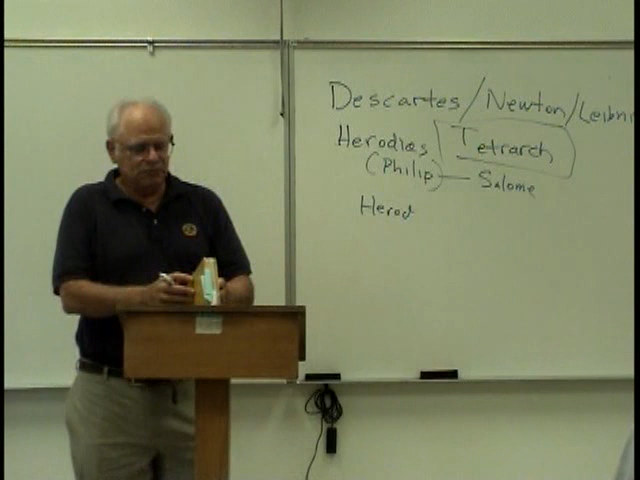 Descartes/Newton/Leibni
Herodias Tetrarch
(Philip) — Salome
Herod